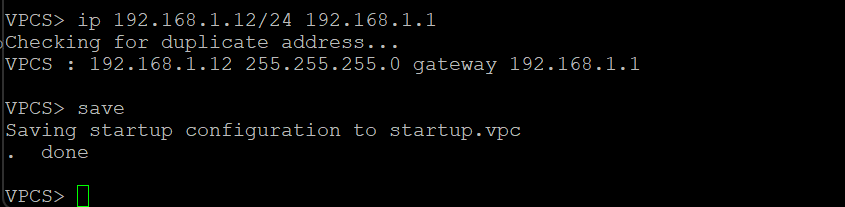 VPCS> ip 192.168.1.12/24 192.168.1.1
Checking for duplicate address...
VPCS : 192.168.1.12 255.255.255.0 gateway 192.168.1.1
VPCS> save
Saving startup configuration to startup.vpc
.  done
VPCS>